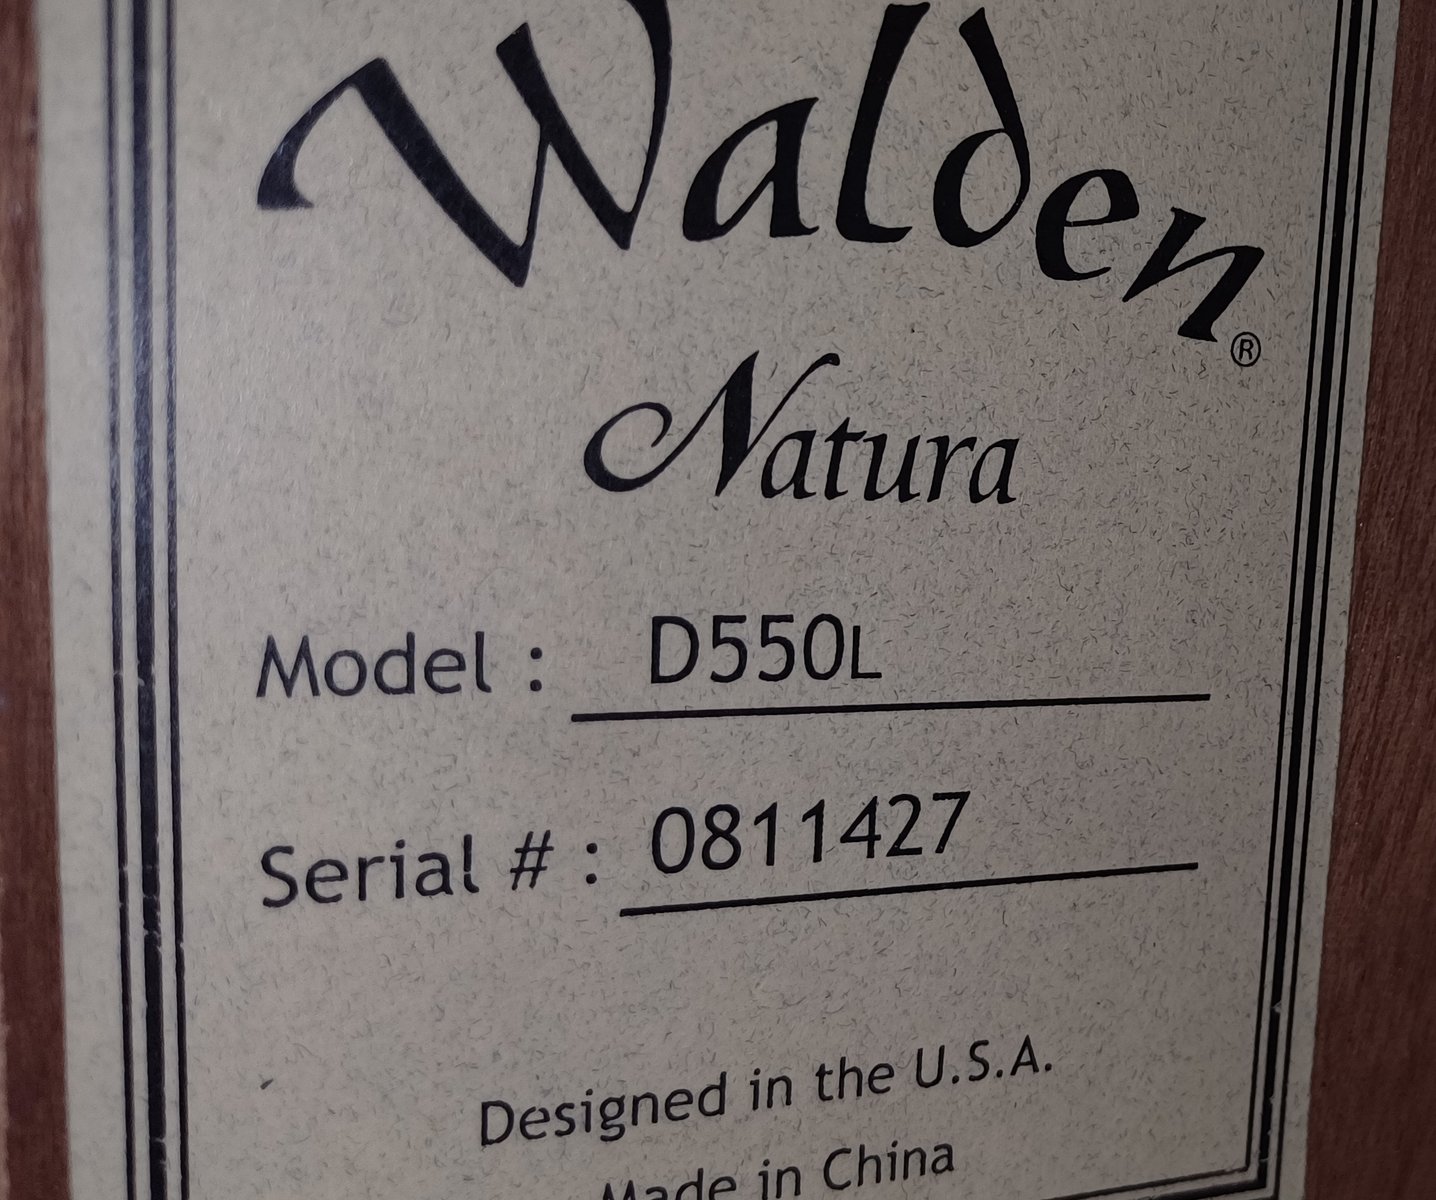 Walden®
Natura
Model : D550L
Serial # : 0811427
Designed in the U.S.A.
Made in China